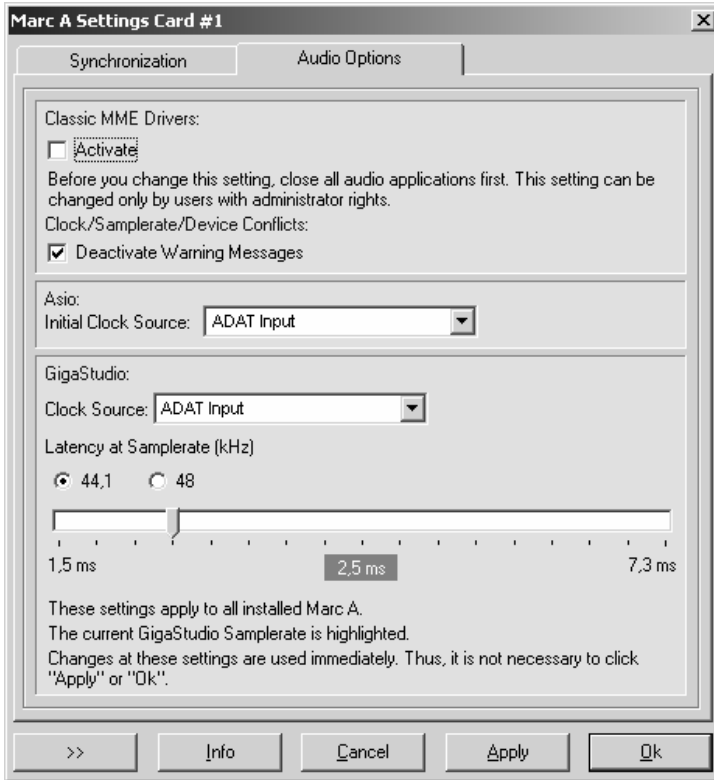 Marc A Settings Card #1
Synchronization
Audio Options
Classic MME Drivers:
Activate
Before you change this setting, close all audio applications first. This setting can be
changed only by users with administrator rights.
Clock/Samplerate/Device Conflicts:
Deactivate Warning Messages
Asio:
Initial Clock Source: ADAT Input
GigaStudio:
Clock Source: ADAT Input
Latency at Samplerate (kHz)
44,1 48
1,5 ms 2,5 ms 7,3 ms
These settings apply to all installed Marc A.
The current GigaStudio Samplerate is highlighted.
Changes at these settings are used immediately. Thus, it is not necessary to click
"Apply" or "Ok".
>> Info Cancel Apply Ok